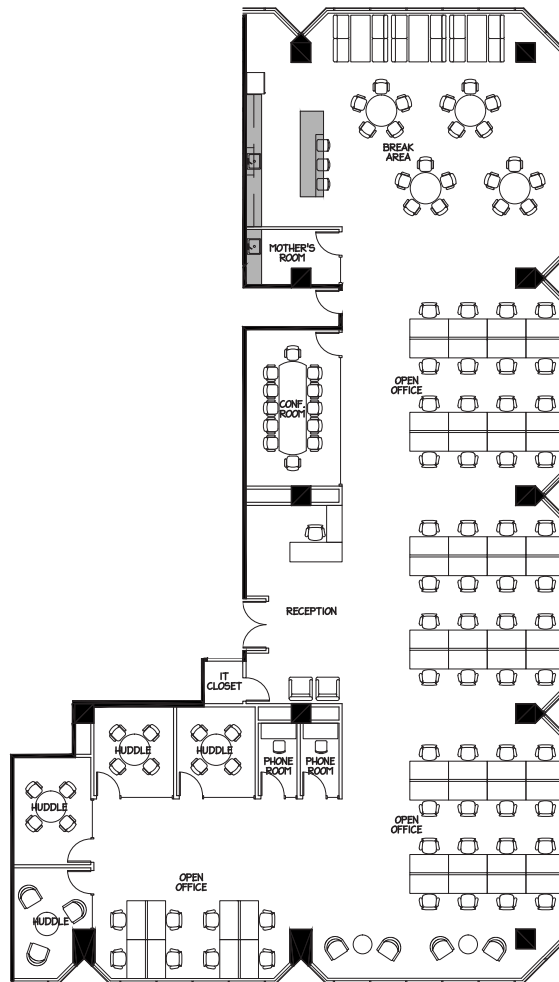 BREAK
AREA
MOTHER'S
ROOM
OPEN
OFFICE
CONF.
ROOM
RECEPTION
IT
CLOSET
HUDDLE
HUDDLE
PHONE
ROOM
PHONE
ROOM
HUDDLE
OPEN
OFFICE
OPEN
OFFICE
HUDDLE